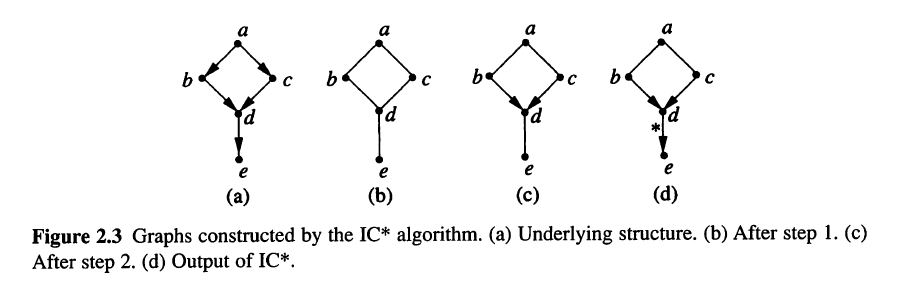 a a a a
b c b c b c b c
d d d d
*
e e e e
(a) (b) (c) (d)
Figure 2.3 Graphs constructed by the IC* algorithm. (a) Underlying structure. (b) After step 1. (c)
After step 2. (d) Output of IC*.